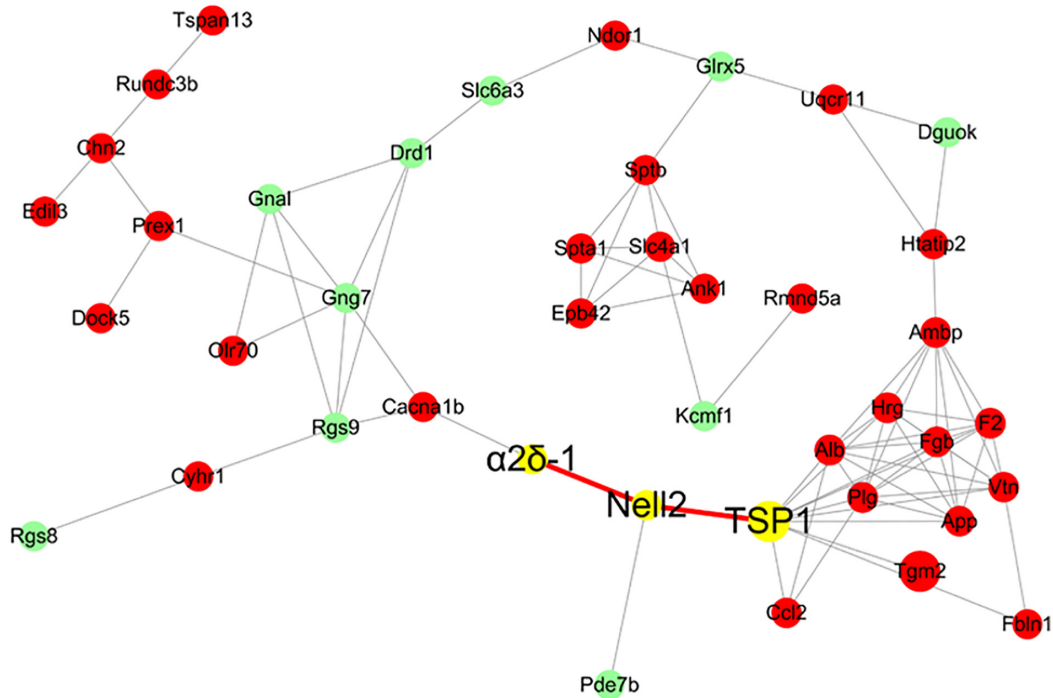 Tspan13
Ndor1
Glrx5
Rundc3b
Slc6a3
Uqcr11
Dguok
Chn2
Drd1
Sptb
Gnal
Edil3
Prex1
Spta1
Slc4a1
Htatip2
Ank1
Rmnd5a
Gng7
Epb42
Dock5
Ambp
Olr70
Cacna1b
Hrg
Kcmf1
F2
Rgs9
Fgb
Alb
α2δ-1
Cyhr1
Vtn
Plg
Nell2
TSP1
App
Rgs8
Tgm2
Ccl2
Fbln1
Pde7b